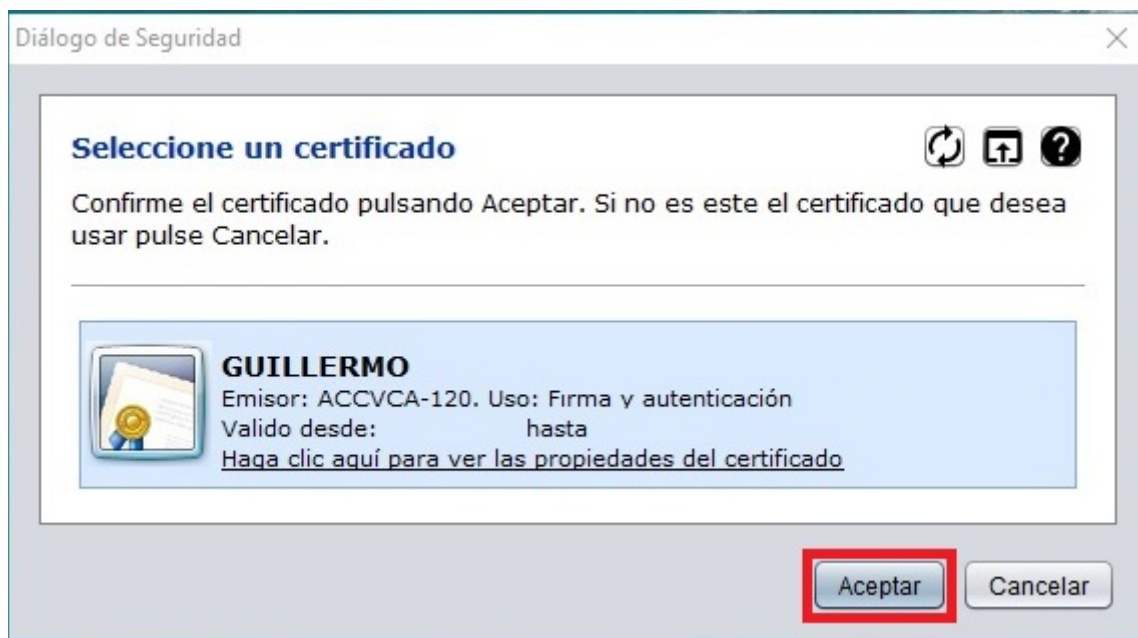 Diálogo de Seguridad
Seleccione un certificado
Confirme el certificado pulsando Aceptar. Si no es este el certificado que desea
usar pulse Cancelar.
GUILLERMO
Emisor: ACCVCA-120. Uso: Firma y autenticación
Valido desde: hasta
Haga clic aquí para ver las propiedades del certificado
Aceptar Cancelar